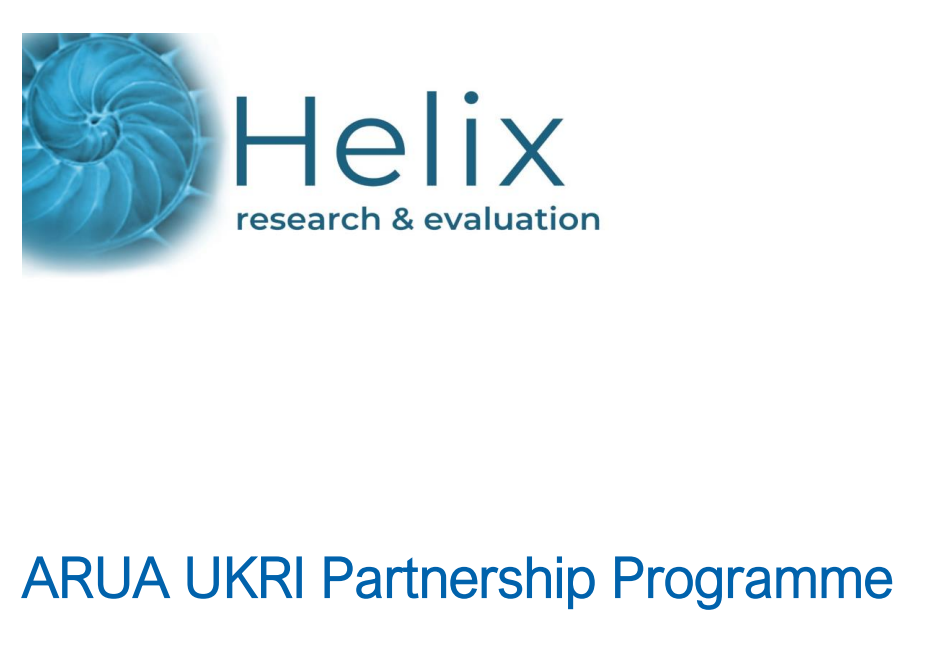 Helix
research & evaluation
ARUA UKRI Partnership Programme